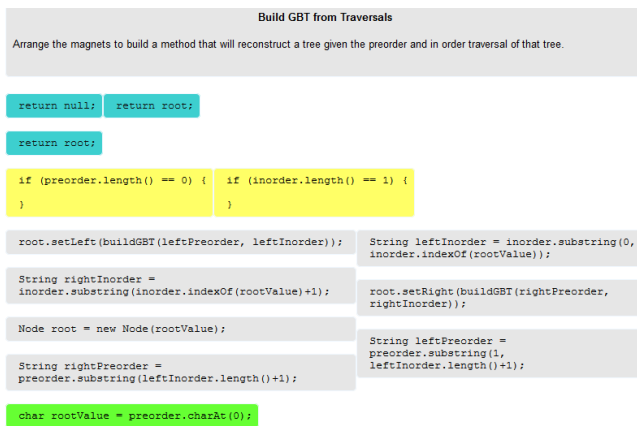 Build GBT from Traversals
Arrange the magnets to build a method that will reconstruct a tree given the preorder and in order traversal of that tree.
return null;
return root;
return root;
if (preorder.length() == 0) {
}
if (inorder.length() == 1) {
}
root.setLeft(buildGBT(leftPreorder, leftInorder));
String rightInorder =
inorder.substring(inorder.indexOf(rootValue)+1);
Node root = new Node(rootValue);
String rightPreorder =
preorder.substring(leftInorder.length()+1);
String leftInorder = inorder.substring(0,
inorder.indexOf(rootValue));
root.setRight(buildGBT(rightPreorder,
rightInorder));
String leftPreorder =
preorder.substring(1,
leftInorder.length()+1);
char rootValue = preorder.charAt(0);